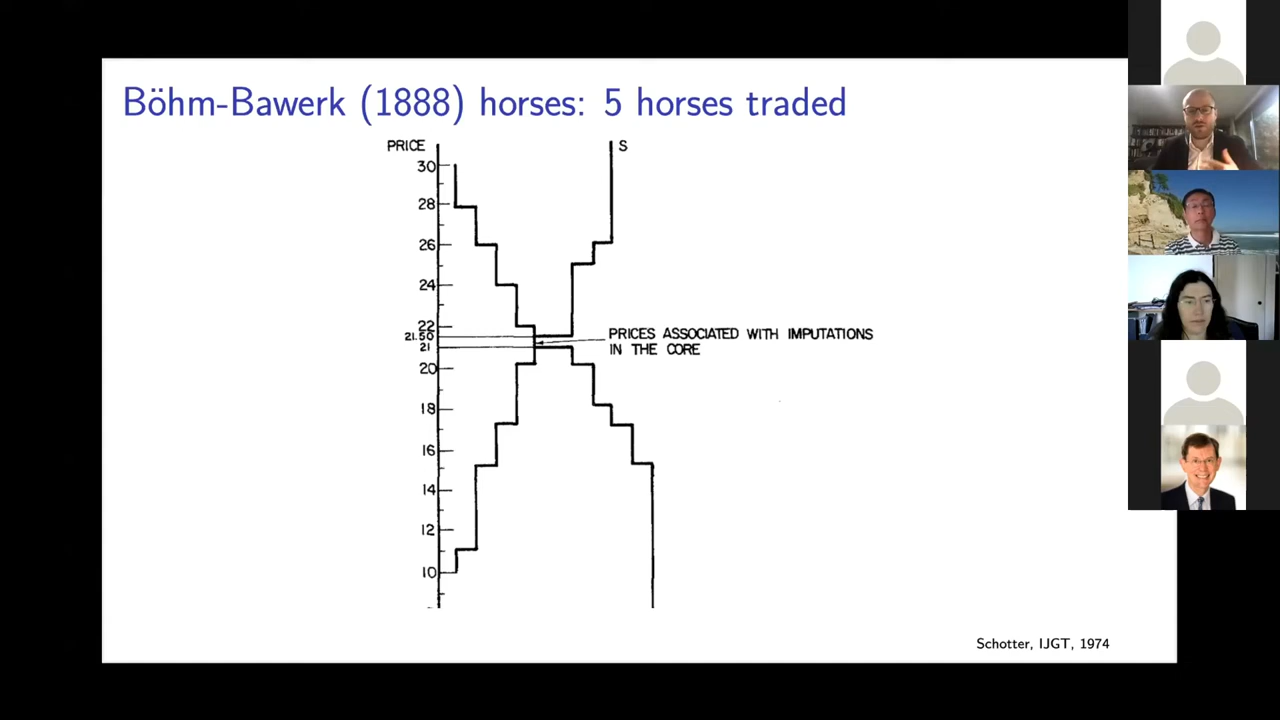 Böhm-Bawerk (1888) horses: 5 horses traded
PRICE
S
30
28
26
24
22
21.50
21
20
18
16
14
12
10
PRICES ASSOCIATED WITH IMPUTATIONS
IN THE CORE
Schotter, IJGT, 1974